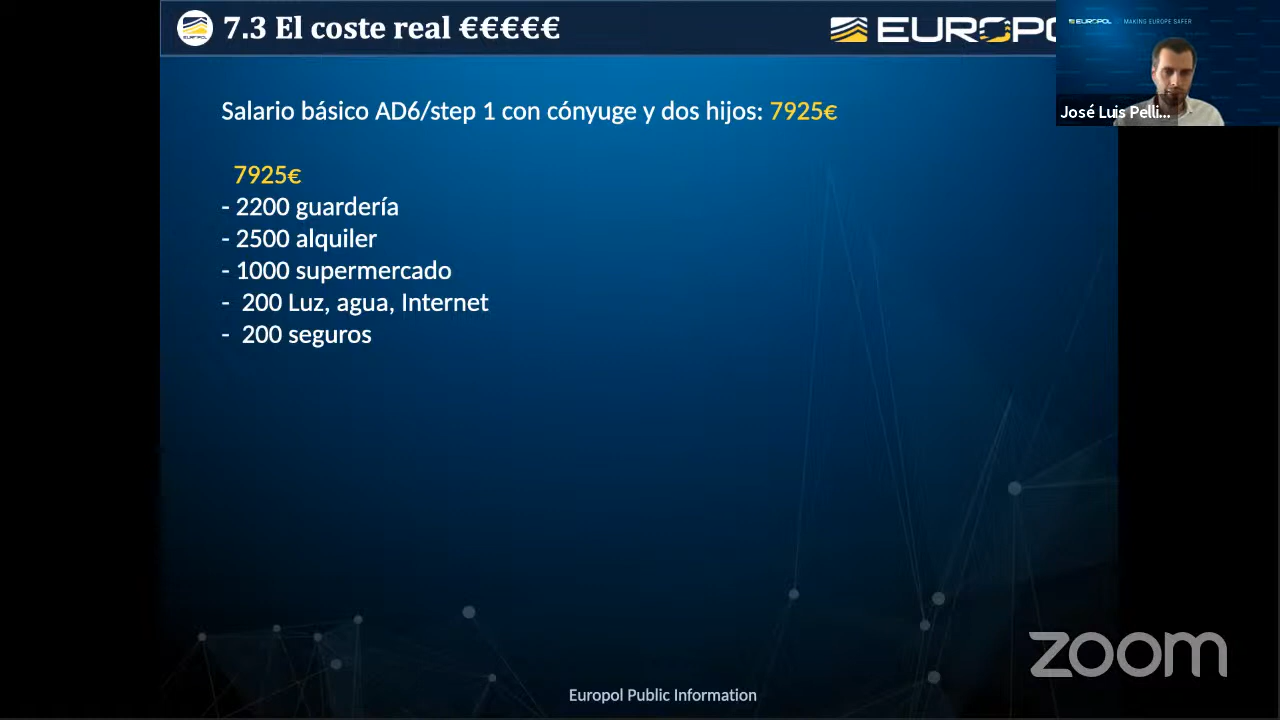 7.3 El coste real €€€€€
EUROPO
EUROPOL MAKING EUROPE SAFER
José Luis Pelli...
Salario básico AD6/step 1 con cónyuge y dos hijos: 7925€
7925€
- 2200 guardería
- 2500 alquiler
- 1000 supermercado
- 200 Luz, agua, Internet
- 200 seguros
zoom
Europol Public Information